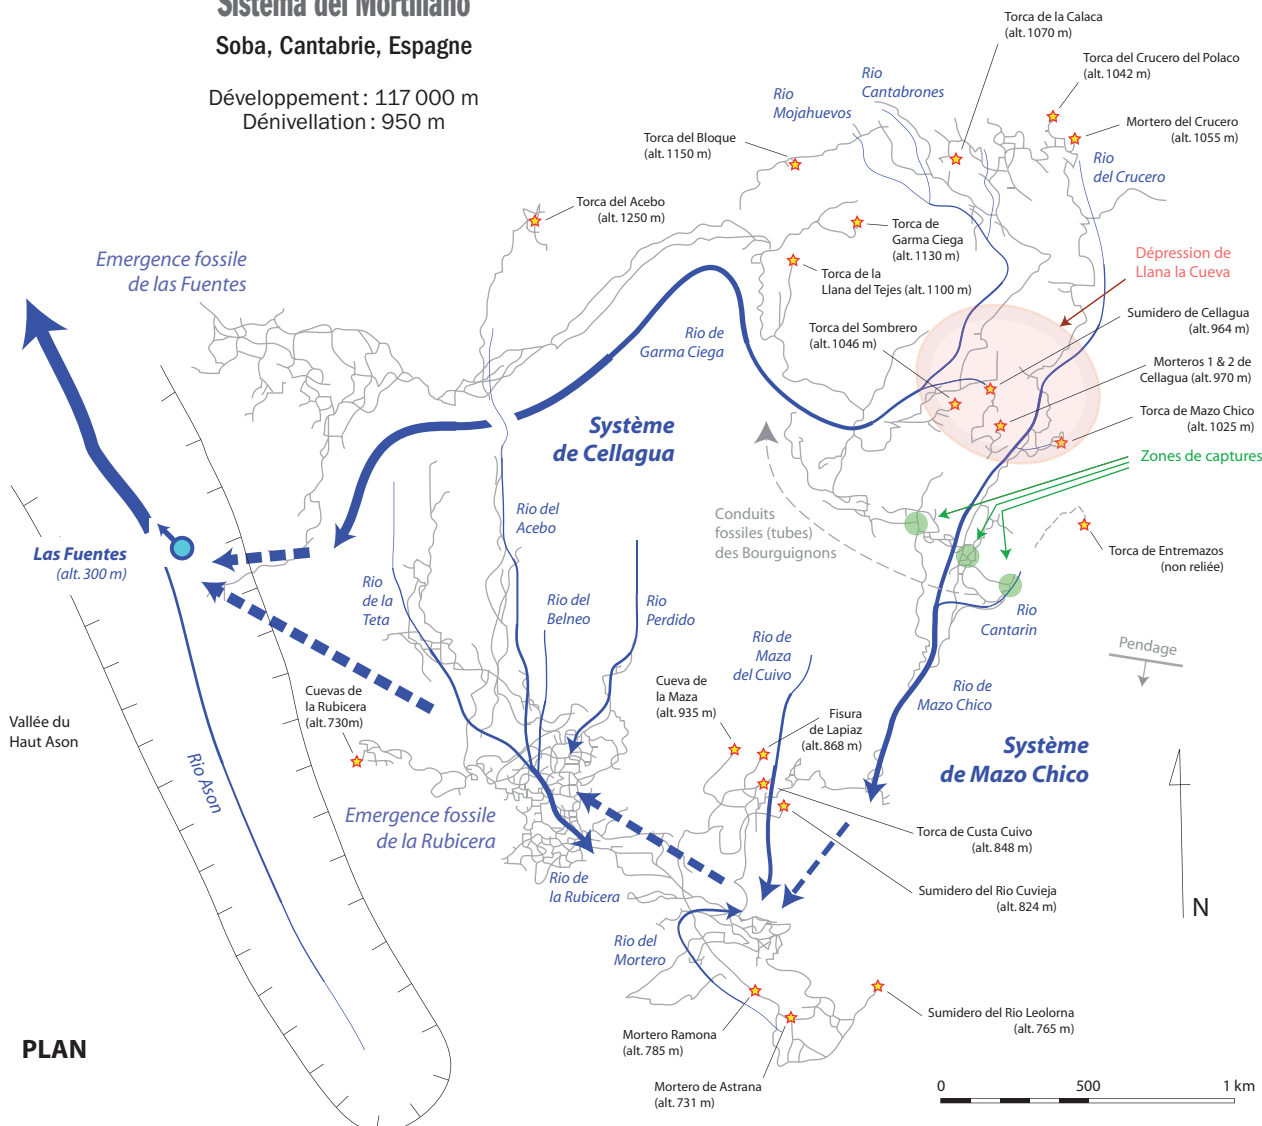 Sistema del Mortillano
Soba, Cantabrie, Espagne
Développement : 117 000 m
Dénivellation : 950 m
Torca de la Calaca
(alt. 1070 m)
Torca del Crucero del Polaco
(alt. 1042 m)
Rio
Cantabrones
Rio
Mojahuevos
Mortero del Crucero
(alt. 1055 m)
Torca del Bloque
(alt. 1150 m)
Rio
del Crucero
Torca del Acebo
(alt. 1250 m)
Torca de
Garma Ciega
(alt. 1130 m)
Emergence fossile
de las Fuentes
Dépression de
Llana la Cueva
Torca de la
Llana del Tejes (alt. 1100 m)
Sumidero de Cellagua
(alt. 964 m)
Torca del Sombrero
(alt. 1046 m)
Rio de
Garma Ciega
Morteros 1 & 2 de
Cellagua (alt. 970 m)
Torca de Mazo Chico
(alt. 1025 m)
Système
de Cellagua
Zones de captures
Rio del
Acebo
Conduits
fossiles (tubes)
des Bourguignons
Las Fuentes
(alt. 300 m)
Torca de Entremazos
(non reliée)
Rio
de la
Teta
Rio del
Belneo
Rio
Perdido
Rio
Cantarin
Rio de
Maza
del Cuivo
Pendage
Cueva de
la Maza
(alt. 935 m)
Rio de
Mazo Chico
Cuevas de
la Rubicera
(alt. 730m)
Fisura
de Lapiaz
(alt. 868 m)
Vallée du
Haut Ason
Système
de Mazo Chico
Rio Ason
Emergence fossile
de la Rubicera
Torca de Custa Cuivo
(alt. 848 m)
Rio de
la Rubicera
Sumidero del Rio Cuvieja
(alt. 824 m)
N
Rio del
Mortero
Sumidero del Rio Leolorna
(alt. 765 m)
Mortero Ramona
(alt. 785 m)
PLAN
Mortero de Astrana
(alt. 731 m)
0 500 1 km